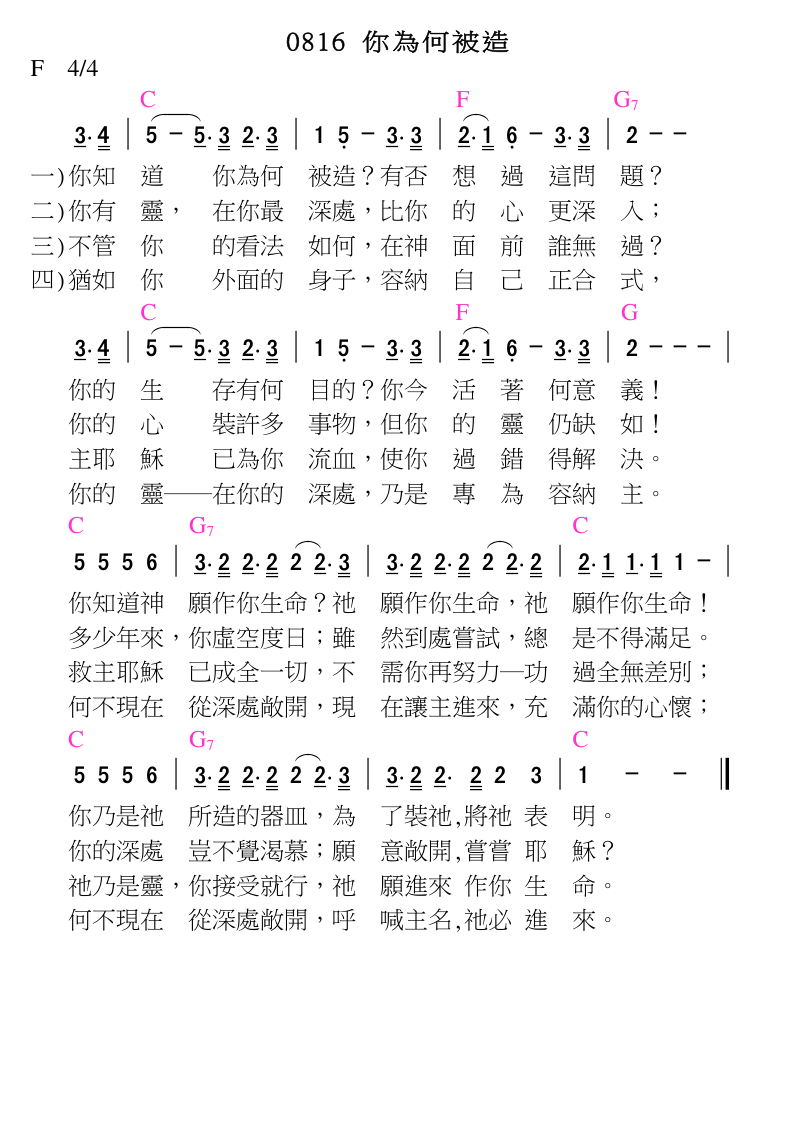 0816 你為何被造
F 4/4
C F G7
3· 4 | 5 – 5· 3 2· 3 | 1 5 – 3· 3 | 2· 1 6 – 3· 3 | 2 – –
一)你知 道 你為何 被造？有否 想 過 這問 題？
二)你有 靈， 在你最 深處，比你 的 心 更深 入；
三)不管 你 的看法 如何，在神 面 前 誰無 過？
四)猶如 你 外面的 身子，容納 自 己 正合 式，
C F G
3· 4 | 5 – 5· 3 2· 3 | 1 5 – 3· 3 | 2· 1 6 – 3· 3 | 2 – – – |
你的 生 存有何 目的？你今 活 著 何意 義！
你的 心 裝許多 事物，但你 的 靈 仍缺 如！
主耶 穌 已為你 流血，使你 過 錯 得解 決。
你的 靈──在你的 深處，乃是 專 為 容納 主。
C G7 C
5 5 5 6 | 3· 2 2· 2 2 2· 3 | 3· 2 2· 2 2 2· 2 | 2· 1 1· 1 1 – |
你知道神 願作你生命？祂 願作你生命，祂 願作你生命！
多少年來，你虛空度日；雖 然到處嘗試，總 是不得滿足。
救主耶穌 已成全一切，不 需你再努力─功 過全無差別；
何不現在 從深處敞開，現 在讓主進來，充 滿你的心懷；
C G7 C
5 5 5 6 | 3· 2 2· 2 2 2· 3 | 3· 2 2· 2 2 3 | 1 – – ‖
你乃是祂 所造的器皿，為 了裝祂,將祂 表 明。
你的深處 豈不覺渴慕；願 意敞開,嘗嘗 耶 穌？
祂乃是靈，你接受就行，祂 願進來 作你 生 命。
何不現在 從深處敞開，呼 喊主名,祂必 進 來。